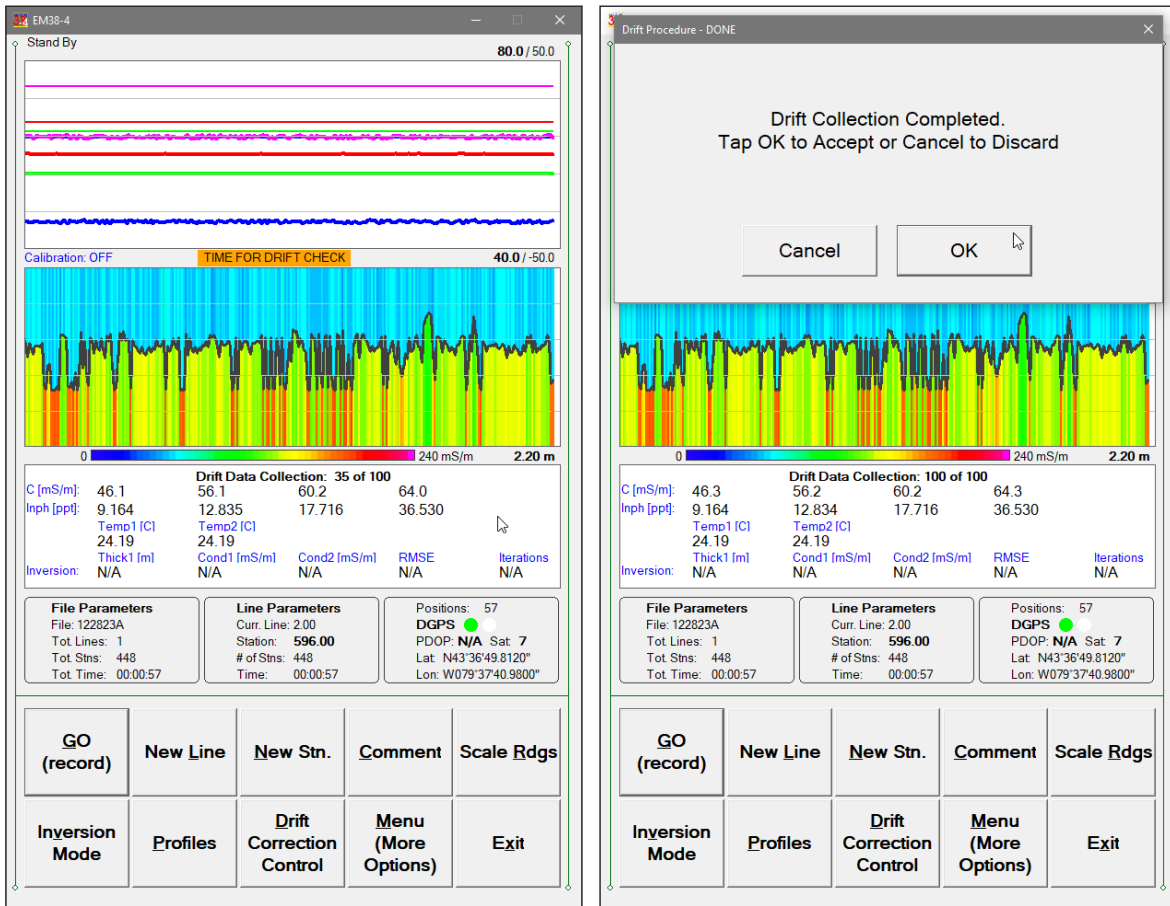 EM38-4
Stand By
80.0 / 50.0
Calibration: OFF
TIME FOR DRIFT CHECK
40.0 / -50.0
0 240 mS/m 2.20 m
Drift Data Collection: 35 of 100
C [mS/m]: 46.1 56.1 60.2 64.0
Inph [ppt]: 9.164 12.835 17.716 36.530
Temp1 [C] Temp2 [C]
24.19 24.19
Thick1 [m] Cond1 [mS/m] Cond2 [mS/m] RMSE Iterations
Inversion: N/A N/A N/A N/A N/A
File Parameters
File: 122823A
Tot. Lines: 1
Tot. Stns: 448
Tot. Time: 00:00:57
Line Parameters
Curr. Line: 2.00
Station: 596.00
# of Stns: 448
Time: 00:00:57
Positions: 57
DGPS
PDOP: N/A Sat: 7
Lat: N43°36'49.8120"
Lon: W079°37'40.9800"
GO
(record)
New Line
New Stn.
Comment
Scale Rdgs
Inversion
Mode
Profiles
Drift
Correction
Control
Menu
(More
Options)
Exit
Drift Procedure - DONE
Drift Collection Completed.
Tap OK to Accept or Cancel to Discard
Cancel
OK
0 240 mS/m 2.20 m
Drift Data Collection: 100 of 100
C [mS/m]: 46.3 56.2 60.2 64.3
Inph [ppt]: 9.164 12.834 17.716 36.530
Temp1 [C] Temp2 [C]
24.19 24.19
Thick1 [m] Cond1 [mS/m] Cond2 [mS/m] RMSE Iterations
Inversion: N/A N/A N/A N/A N/A
File Parameters
File: 122823A
Tot. Lines: 1
Tot. Stns: 448
Tot. Time: 00:00:57
Line Parameters
Curr. Line: 2.00
Station: 596.00
# of Stns: 448
Time: 00:00:57
Positions: 57
DGPS
PDOP: N/A Sat: 7
Lat: N43°36'49.8120"
Lon: W079°37'40.9800"
GO
(record)
New Line
New Stn.
Comment
Scale Rdgs
Inversion
Mode
Profiles
Drift
Correction
Control
Menu
(More
Options)
Exit